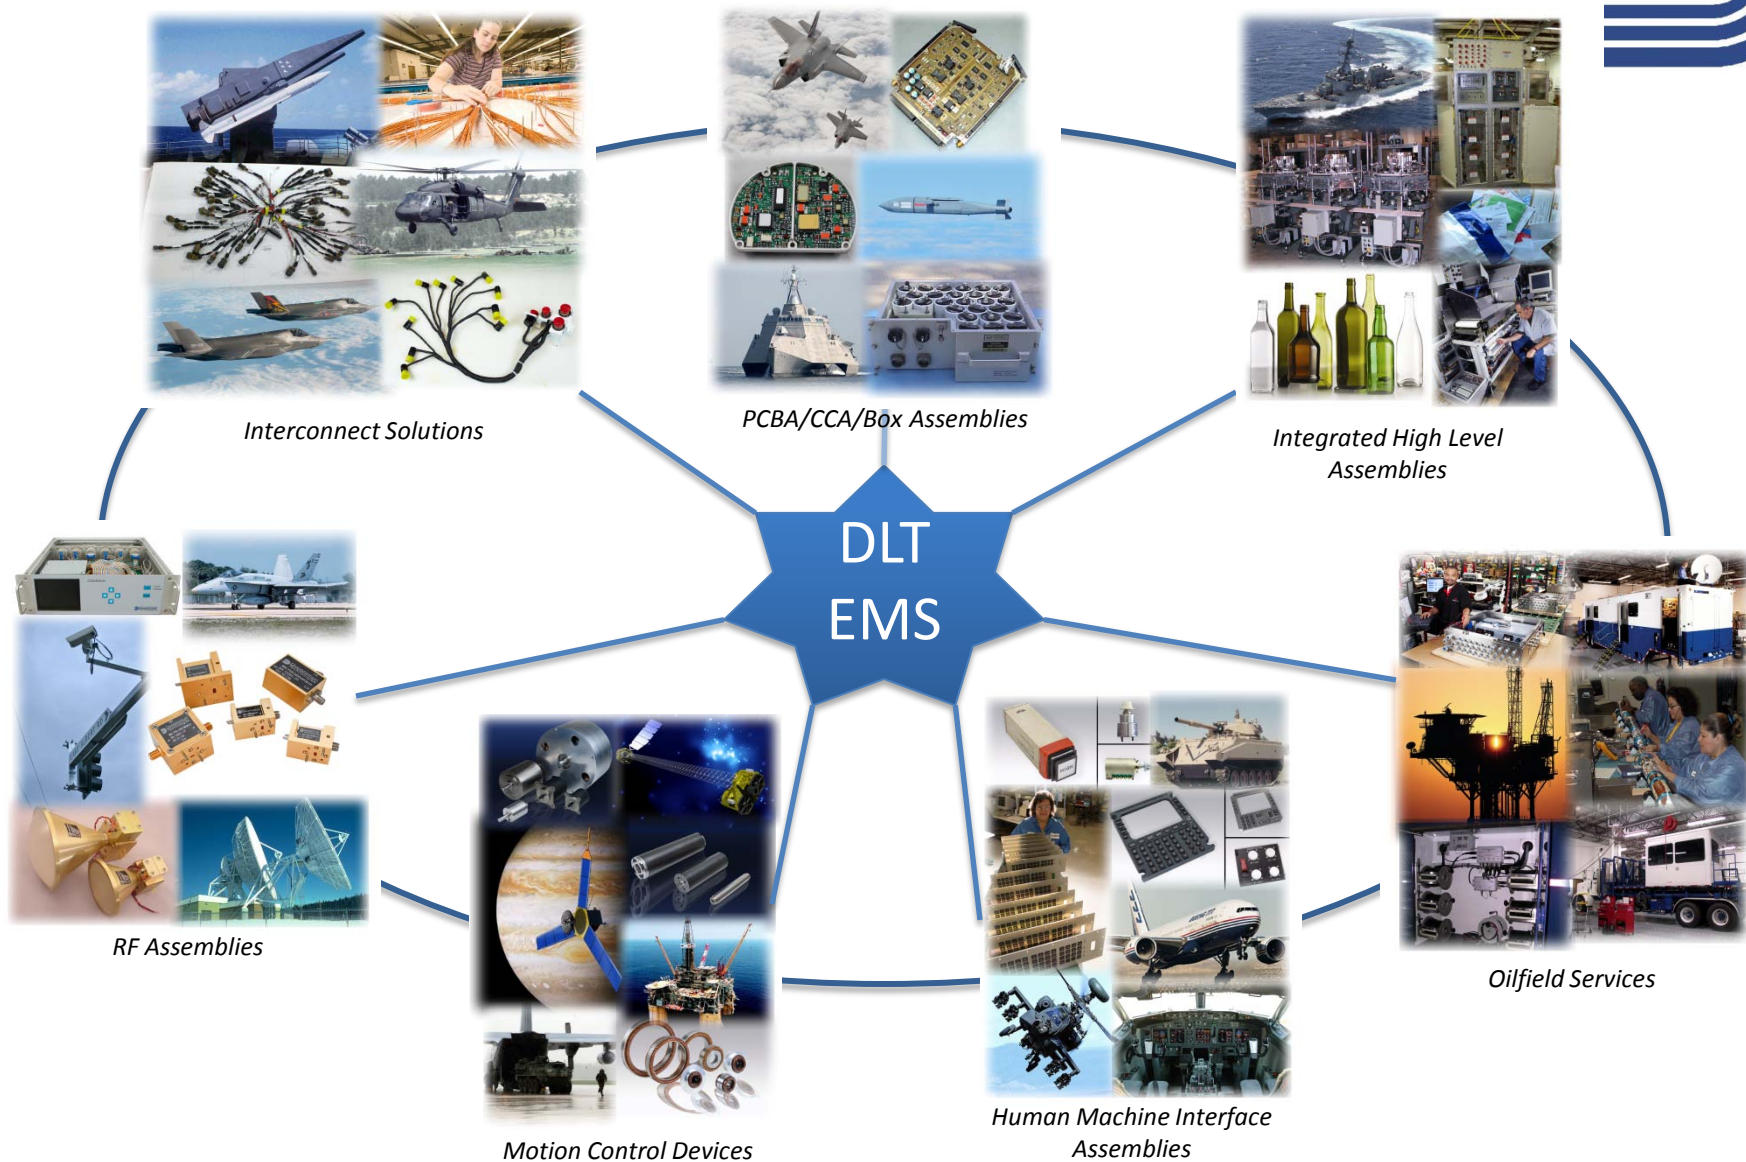 Interconnect Solutions
PCBA/CCA/Box Assemblies
Integrated High Level
Assemblies
DLT
EMS
RF Assemblies
Motion Control Devices
Human Machine Interface
Assemblies
Oilfield Services